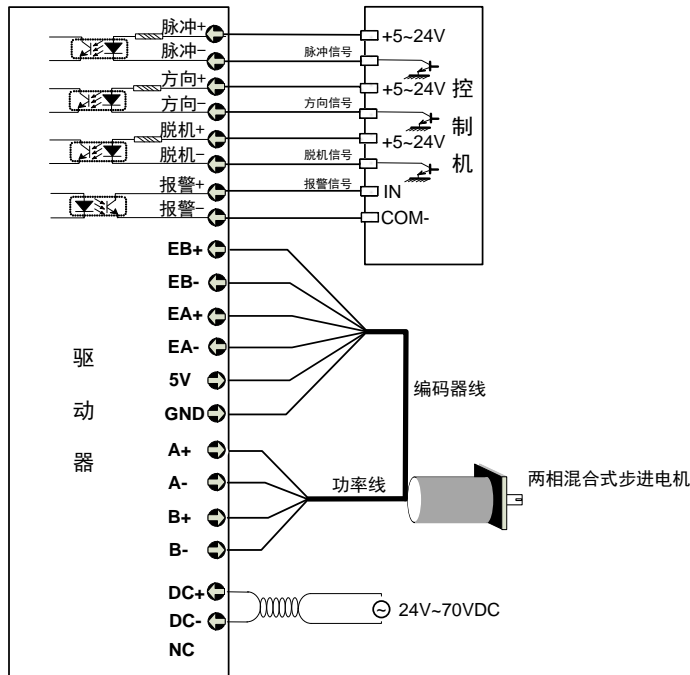 脉冲+
脉冲−
方向+
方向−
脱机+
脱机−
报警+
报警−
EB+
EB-
EA+
EA-
5V
GND
A+
A-
B+
B-
DC+
DC-
NC
驱动器
脉冲信号
方向信号
脱机信号
报警信号
+5~24V
+5~24V
+5~24V
IN
COM-
控制机
编码器线
功率线
两相混合式步进电机
24V~70VDC